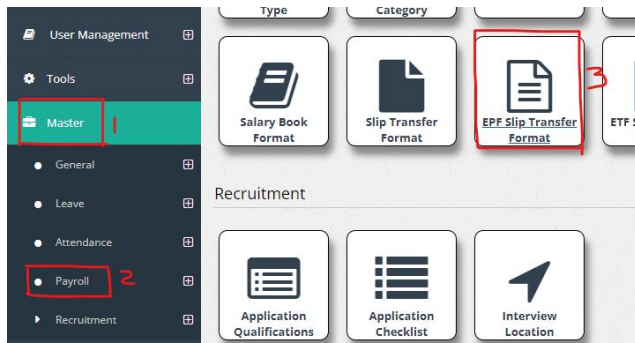 Type
Category
User Management
Tools
Master
1
General
Leave
Attendance
Payroll
2
Recruitment
Salary Book
Format
Slip Transfer
Format
EPF Slip Transfer
Format
3
ETF S
Recruitment
Application
Qualifications
Application
Checklist
Interview
Location